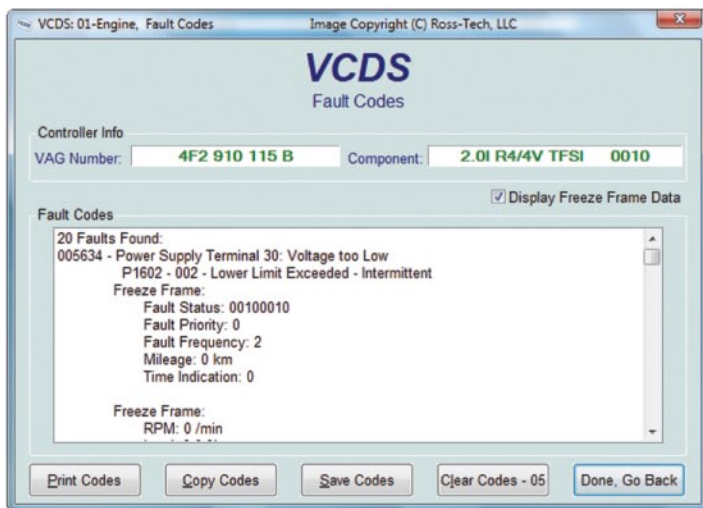 VCDS: 01-Engine, Fault Codes Image Copyright (C) Ross-Tech, LLC
VCDS
Fault Codes
Controller Info
VAG Number: 4F2 910 115 B Component: 2.0l R4/4V TFSI 0010
Display Freeze Frame Data
Fault Codes
20 Faults Found:
005634 - Power Supply Terminal 30: Voltage too Low
P1602 - 002 - Lower Limit Exceeded - Intermittent
Freeze Frame:
Fault Status: 00100010
Fault Priority: 0
Fault Frequency: 2
Mileage: 0 km
Time Indication: 0
Freeze Frame:
RPM: 0 /min
Print Codes Copy Codes Save Codes Clear Codes - 05 Done, Go Back